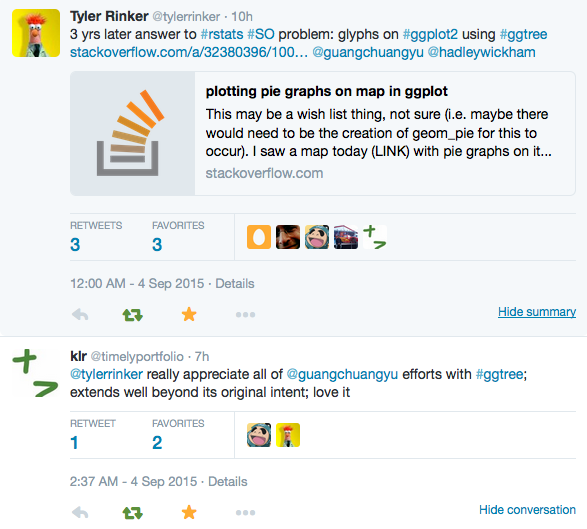 Tyler Rinker @tylerrinker · 10h
3 yrs later answer to #rstats #SO problem: glyphs on #ggplot2 using #ggtree
stackoverflow.com/a/32380396/100... @guangchuangyu @hadleywickham
plotting pie graphs on map in ggplot
This may be a wish list thing, not sure (i.e. maybe there
would need to be the creation of geom_pie for this to
occur). I saw a map today (LINK) with pie graphs on it...
stackoverflow.com
RETWEETS FAVORITES
3 3
12:00 AM - 4 Sep 2015 · Details
Hide summary
klr @timelyportfolio · 7h
@tylerrinker really appreciate all of @guangchuangyu efforts with #ggtree;
extends well beyond its original intent; love it
RETWEET FAVORITES
1 2
2:37 AM - 4 Sep 2015 · Details
Hide conversation